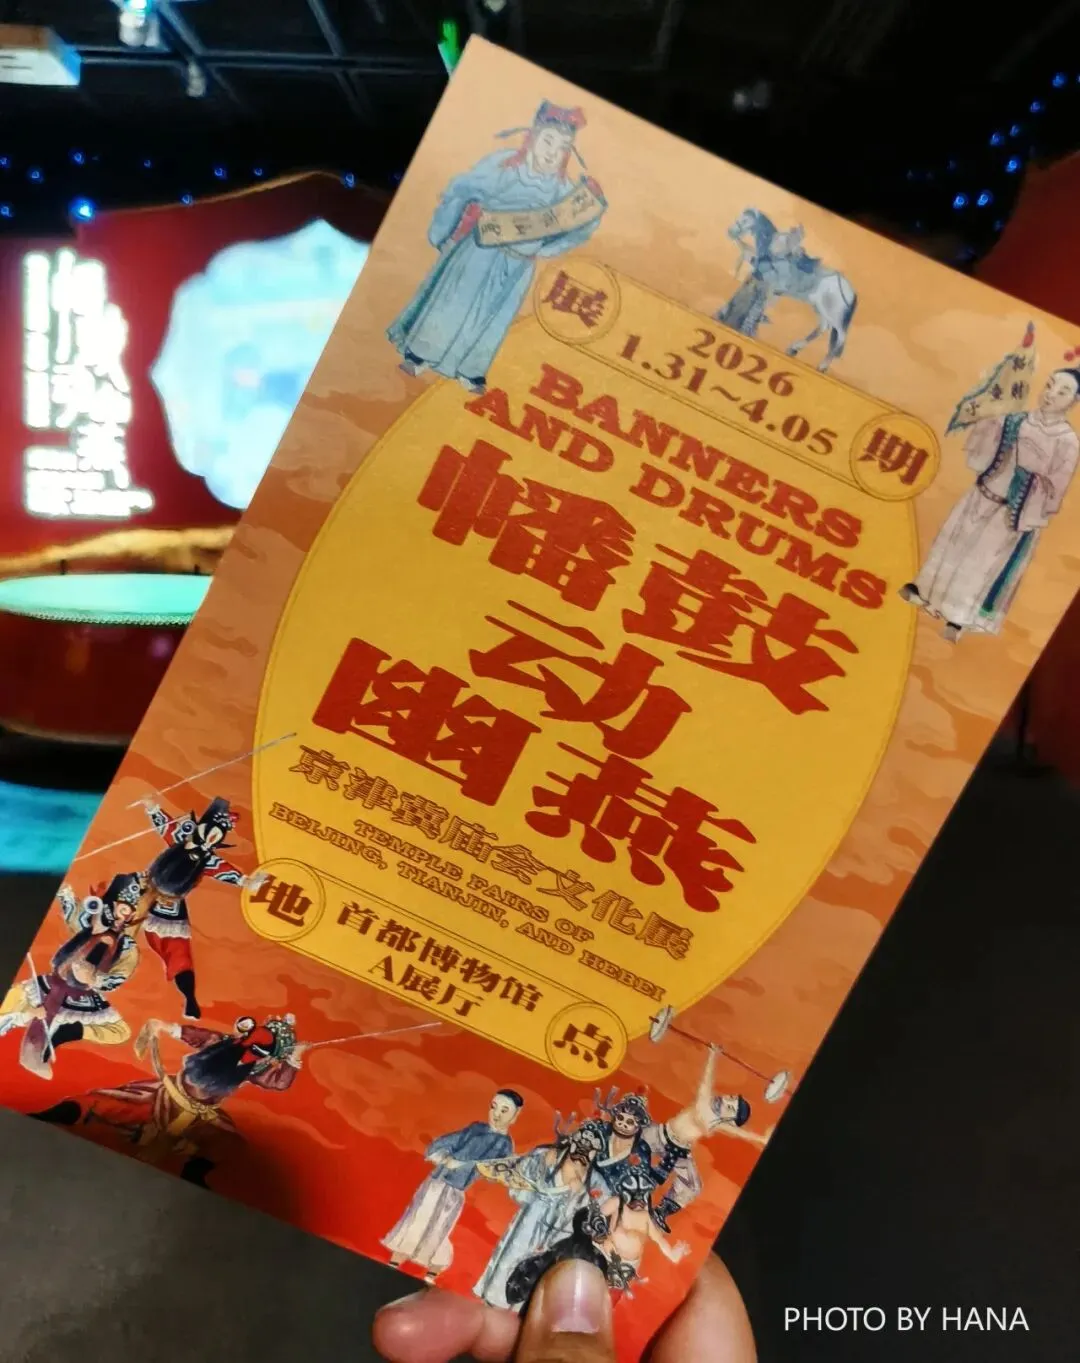 展 期
2026
1.31~4.05
BANNERS
AND DRUMS
幡鼓
动
幽燕
京津冀庙会文化展
TEMPLE FAIRS OF
BEIJING, TIANJIN, AND HEBEI
地 点
首都博物馆
A展厅
PHOTO BY HANA